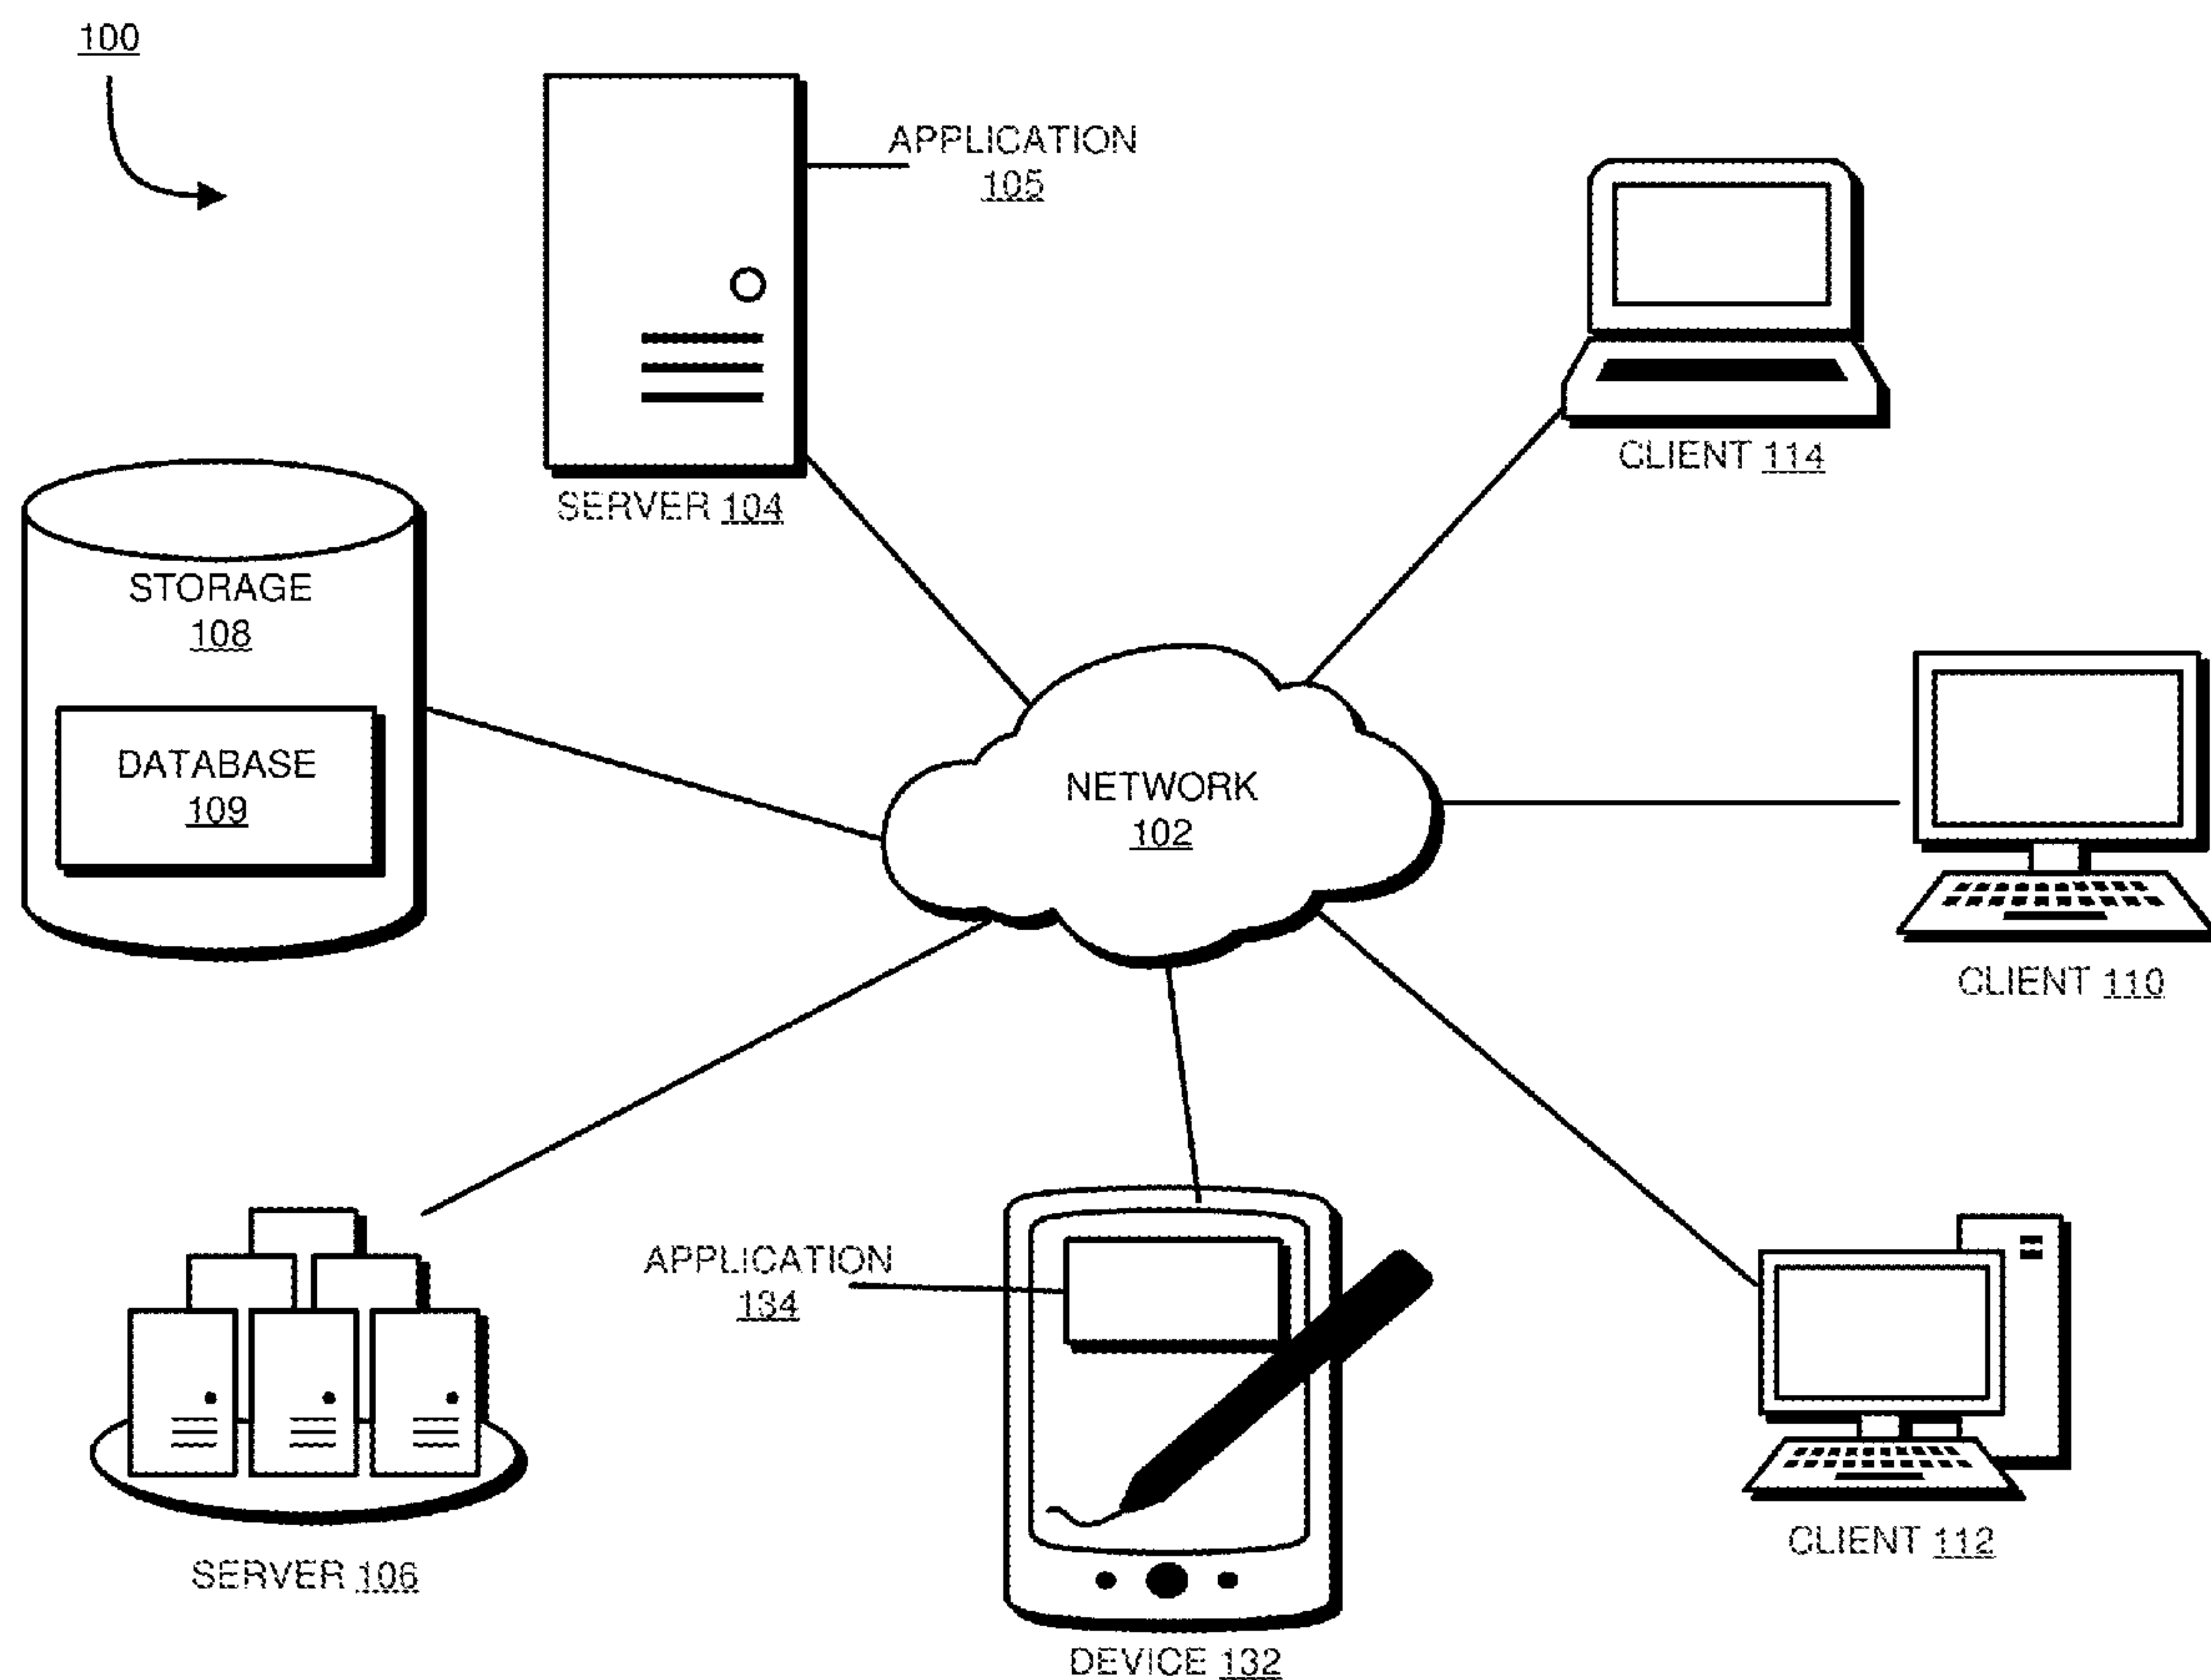 100
APPLICATION
105
SERVER 104
CLIENT 114
STORAGE
108
DATABASE
109
NETWORK
102
CLIENT 110
APPLICATION
134
SERVER 106
CLIENT 112
DEVICE 132